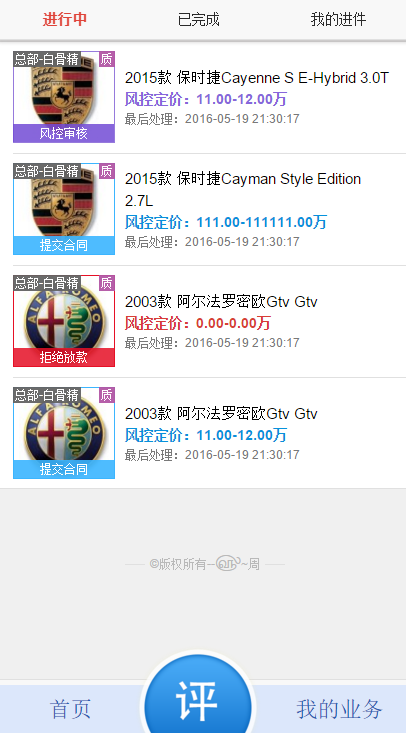 进行中 已完成 我的进件
总部-白骨精 质
风控审核
2015款 保时捷Cayenne S E-Hybrid 3.0T
风控定价：11.00-12.00万
最后处理：2016-05-19 21:30:17
总部-白骨精 质
提交合同
2015款 保时捷Cayman Style Edition
2.7L
风控定价：111.00-111111.00万
最后处理：2016-05-19 21:30:17
总部-白骨精 质
拒绝放款
2003款 阿尔法罗密欧Gtv Gtv
风控定价：0.00-0.00万
最后处理：2016-05-19 21:30:17
总部-白骨精 质
提交合同
2003款 阿尔法罗密欧Gtv Gtv
风控定价：11.00-12.00万
最后处理：2016-05-19 21:30:17
©版权所有~周
首页 评 我的业务